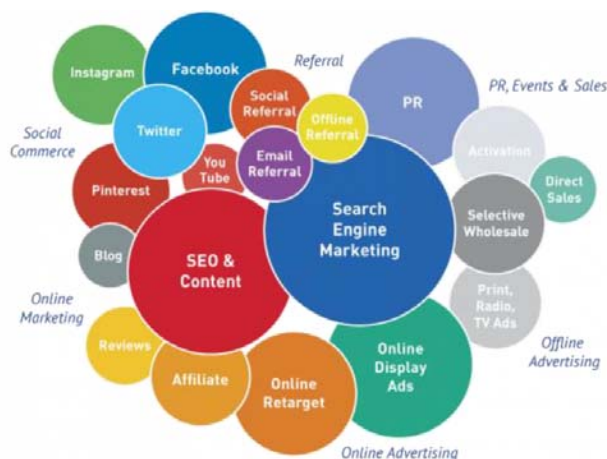 Instagram
Facebook
Referral
PR, Events & Sales
Social
Referral
PR
Offline
Referral
Twitter
Social
Commerce
You
Tube
Email
Referral
Activation
Pinterest
Direct
Sales
Search
Engine
Marketing
Selective
Wholesale
Blog
SEO &
Content
Online
Marketing
Print,
Radio,
TV Ads
Reviews
Offline
Advertising
Affiliate
Online
Retarget
Online
Display
Ads
Online Advertising